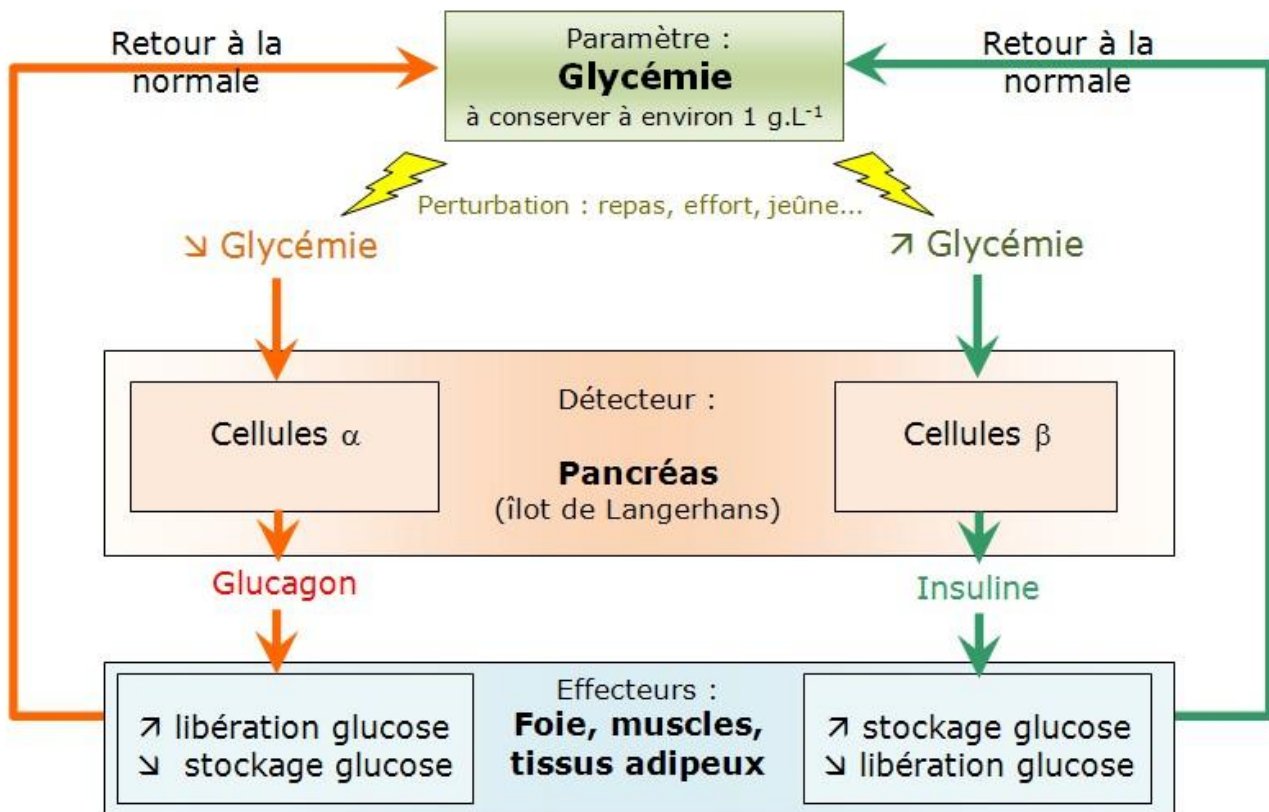 Retour à la
normale
Paramètre :
Glycémie
à conserver à environ 1 g.L⁻¹
Retour à la
normale
Perturbation : repas, effort, jeûne...
↘ Glycémie
↗ Glycémie
Cellules α
Détecteur :
Pancréas
(îlot de Langerhans)
Cellules β
Glucagon
Insuline
↗ libération glucose
↘ stockage glucose
Effecteurs :
Foie, muscles,
tissus adipeux
↗ stockage glucose
↘ libération glucose